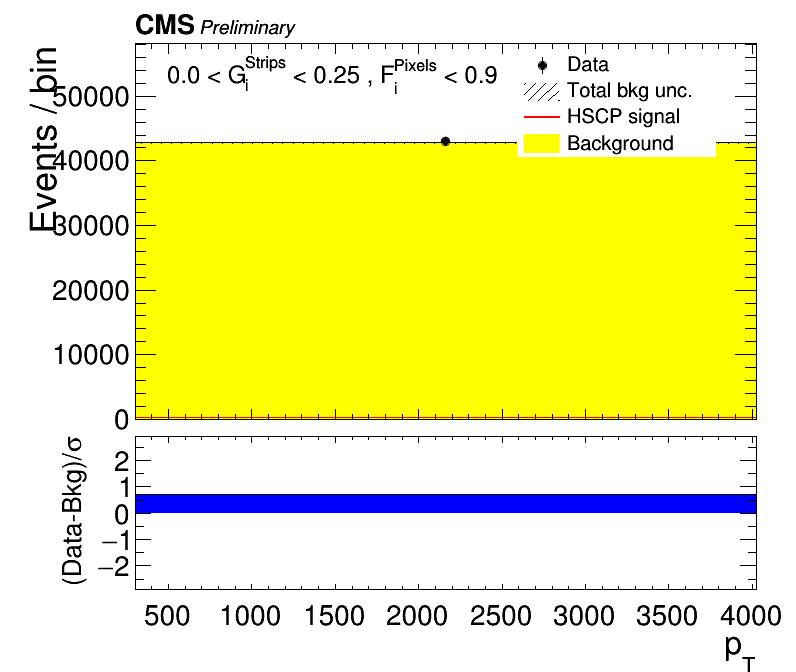 CMS Preliminary
0.0 < G_i^Strips < 0.25 , F_i^Pixels < 0.9
Data
Total bkg unc.
HSCP signal
Background
Events / bin
50000
40000
30000
20000
10000
0
(Data-Bkg)/σ
2
1
0
−1
−2
500 1000 1500 2000 2500 3000 3500 4000
p_T